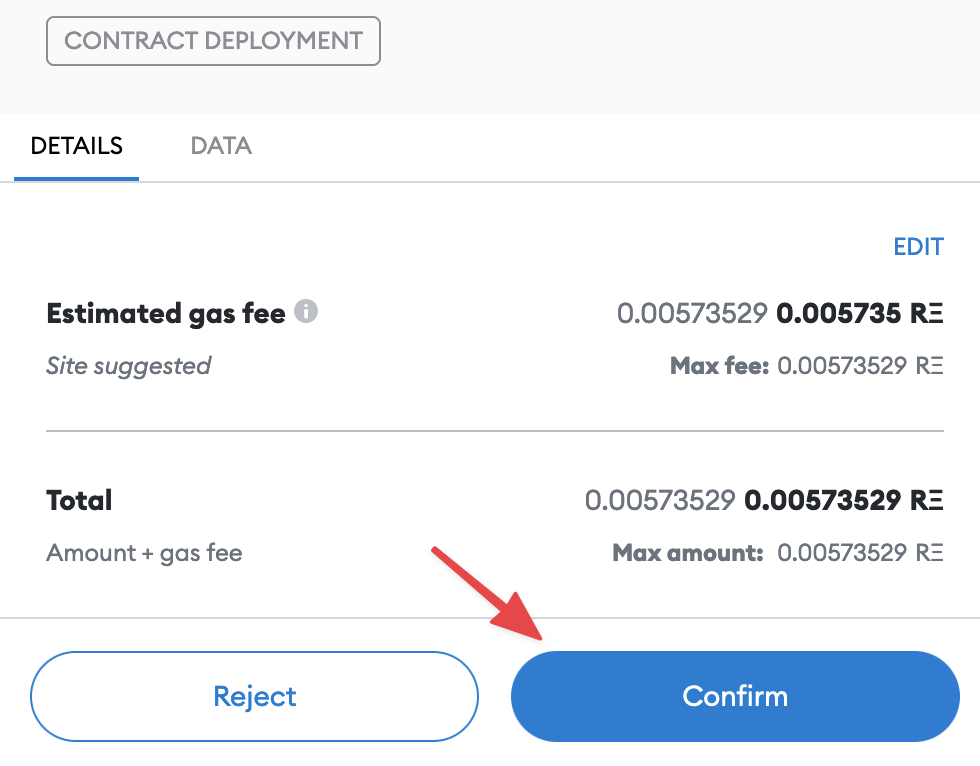 CONTRACT DEPLOYMENT
DETAILS DATA
EDIT
Estimated gas fee i 0.00573529 0.005735 RΞ
Site suggested Max fee: 0.00573529 RΞ
Total 0.00573529 0.00573529 RΞ
Amount + gas fee Max amount: 0.00573529 RΞ
Reject Confirm